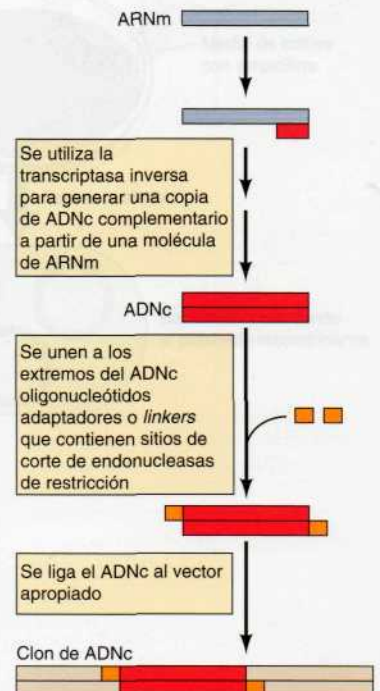 ARNm
Se utiliza la
transcriptasa inversa
para generar una copia
de ADNc complementario
a partir de una molécula
de ARNm
ADNc
Se unen a los
extremos del ADNc
oligonucleótidos
adaptadores o linkers
que contienen sitios de
corte de endonucleasas
de restricción
Se liga el ADNc al vector
apropiado
Clon de ADNc